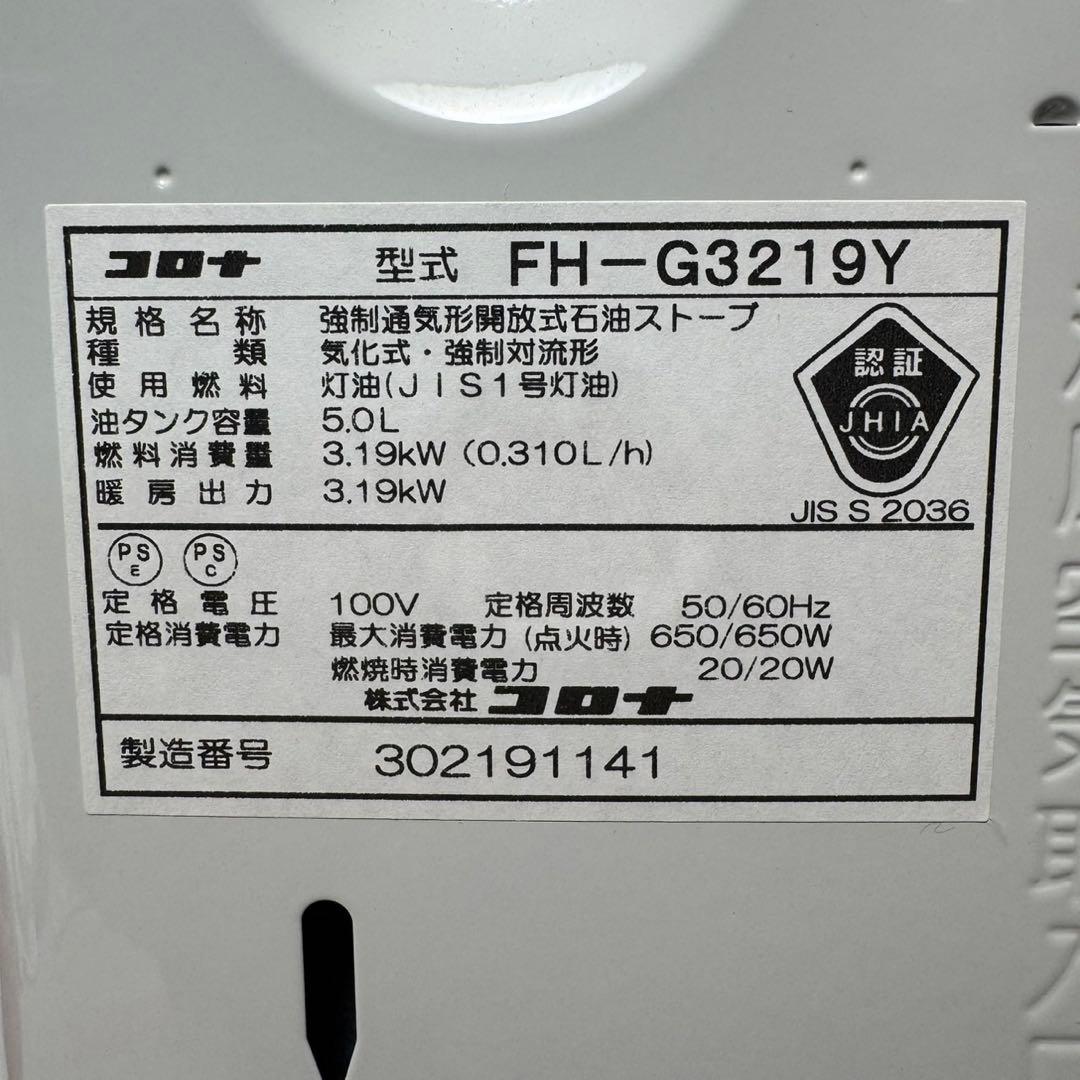 コロナ 型式 FH-G3219Y
規格名称 強制通気形開放式石油ストーブ
種類 気化式・強制対流形
使用燃料 灯油(JIS1号灯油)
油タンク容量 5.0L
燃料消費量 3.19kW (0.310L/h)
暖房出力 3.19kW
認証
JHIA
JIS S 2036
PS E PS C
定格電圧 100V 定格周波数 50/60Hz
定格消費電力 最大消費電力(点火時) 650/650W
燃焼時消費電力 20/20W
株式会社 コロナ
製造番号 302191141